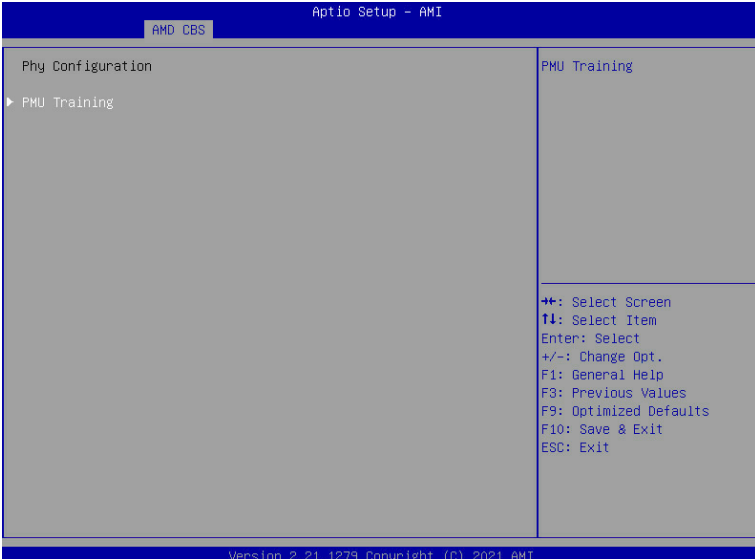 Aptio Setup – AMI
AMD CBS
Phy Configuration
PMU Training
PMU Training
→←: Select Screen
↑↓: Select Item
Enter: Select
+/-: Change Opt.
F1: General Help
F3: Previous Values
F9: Optimized Defaults
F10: Save & Exit
ESC: Exit
Version 2.21.1279 Copyright (C) 2021 AMI